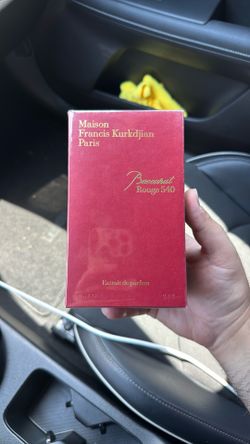 Maison
Francis Kurkdjian
Paris
Baccarat
Rouge 540
Extrait de parfum